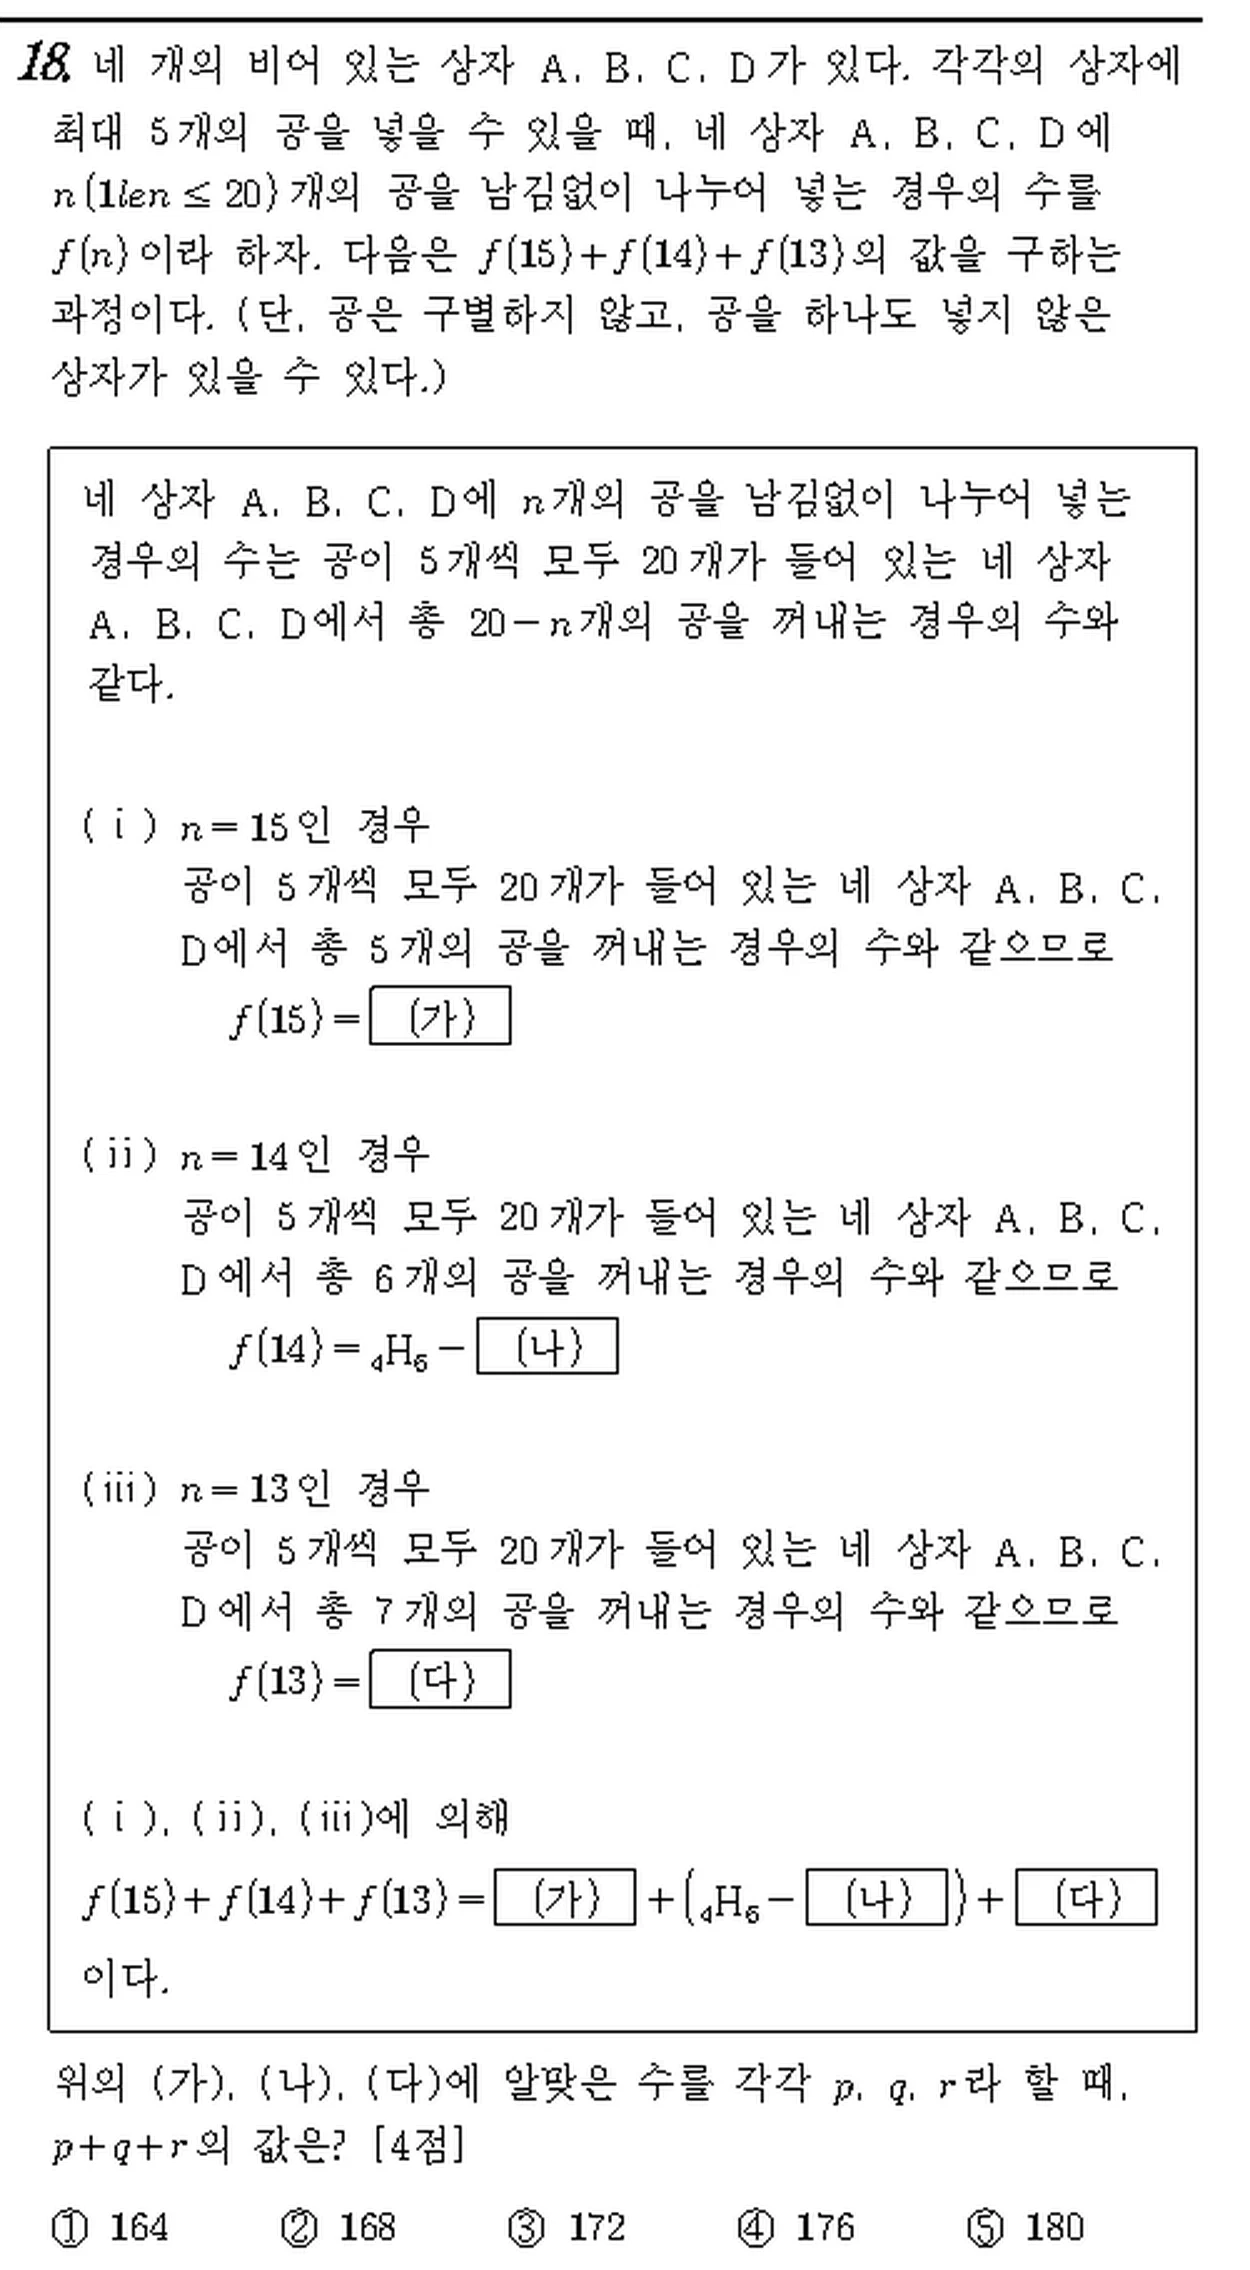 18. 네 개의 비어 있는 상자 A, B, C, D가 있다. 각각의 상자에
최대 5개의 공을 넣을 수 있을 때, 네 상자 A, B, C, D에
n(1len ≤ 20)개의 공을 남김없이 나누어 넣는 경우의 수를
f(n)이라 하자. 다음은 f(15)+f(14)+f(13)의 값을 구하는
과정이다. (단, 공은 구별하지 않고, 공을 하나도 넣지 않은
상자가 있을 수 있다.)
네 상자 A, B, C, D에 n개의 공을 남김없이 나누어 넣는
경우의 수는 공이 5개씩 모두 20개가 들어 있는 네 상자
A, B, C, D에서 총 20-n개의 공을 꺼내는 경우의 수와
같다.
(i) n=15인 경우
공이 5개씩 모두 20개가 들어 있는 네 상자 A, B, C,
D에서 총 5개의 공을 꺼내는 경우의 수와 같으므로
f(15)= (가)
(ii) n=14인 경우
공이 5개씩 모두 20개가 들어 있는 네 상자 A, B, C,
D에서 총 6개의 공을 꺼내는 경우의 수와 같으므로
f(14)=₄H₆- (나)
(iii) n=13인 경우
공이 5개씩 모두 20개가 들어 있는 네 상자 A, B, C,
D에서 총 7개의 공을 꺼내는 경우의 수와 같으므로
f(13)= (다)
(i), (ii), (iii)에 의해
f(15)+f(14)+f(13)= (가) +(₄H₆- (나) )+ (다)
이다.
위의 (가), (나), (다)에 알맞은 수를 각각 p, q, r라 할 때,
p+q+r의 값은? [4점]
① 164 ② 168 ③ 172 ④ 176 ⑤ 180